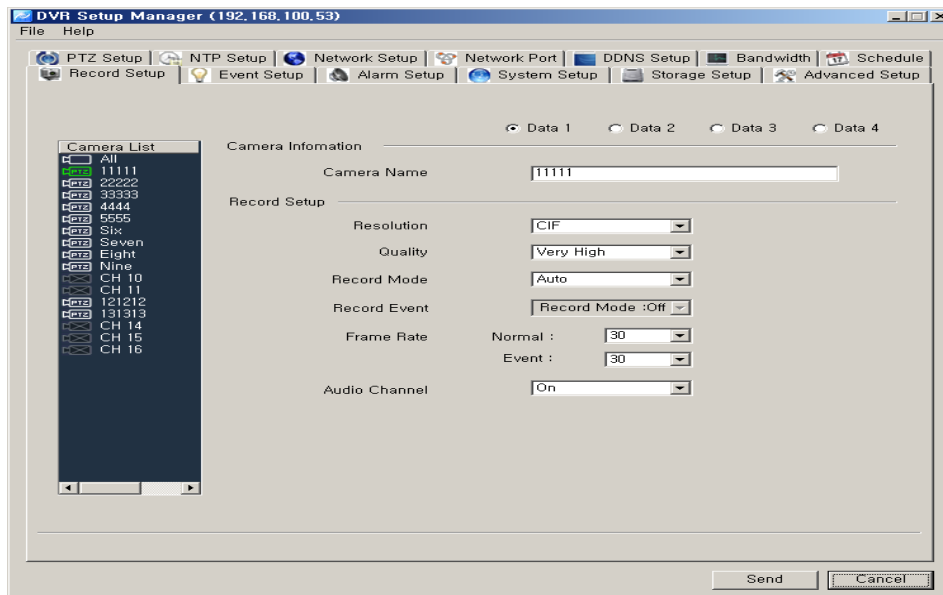 DVR Setup Manager (192,168,100,53)
File Help
PTZ Setup NTP Setup Network Setup Network Port DDNS Setup Bandwidth Schedule
Record Setup Event Setup Alarm Setup System Setup Storage Setup Advanced Setup
Data 1 Data 2 Data 3 Data 4
Camera List
All
11111
22222
33333
4444
5555
Six
Seven
Eight
Nine
CH 10
CH 11
121212
131313
CH 14
CH 15
CH 16
Camera Infomation
Camera Name 11111
Record Setup
Resolution CIF
Quality Very High
Record Mode Auto
Record Event Record Mode :Off
Frame Rate Normal : 30
Event : 30
Audio Channel On
Send Cancel